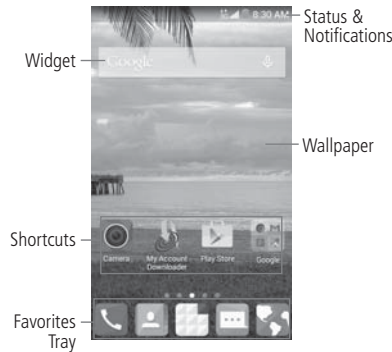 8:30 AM
Status &
Notifications
Widget
Google
Wallpaper
Shortcuts
Camera
My Account
Downloader
Play Store
Google
Favorites
Tray